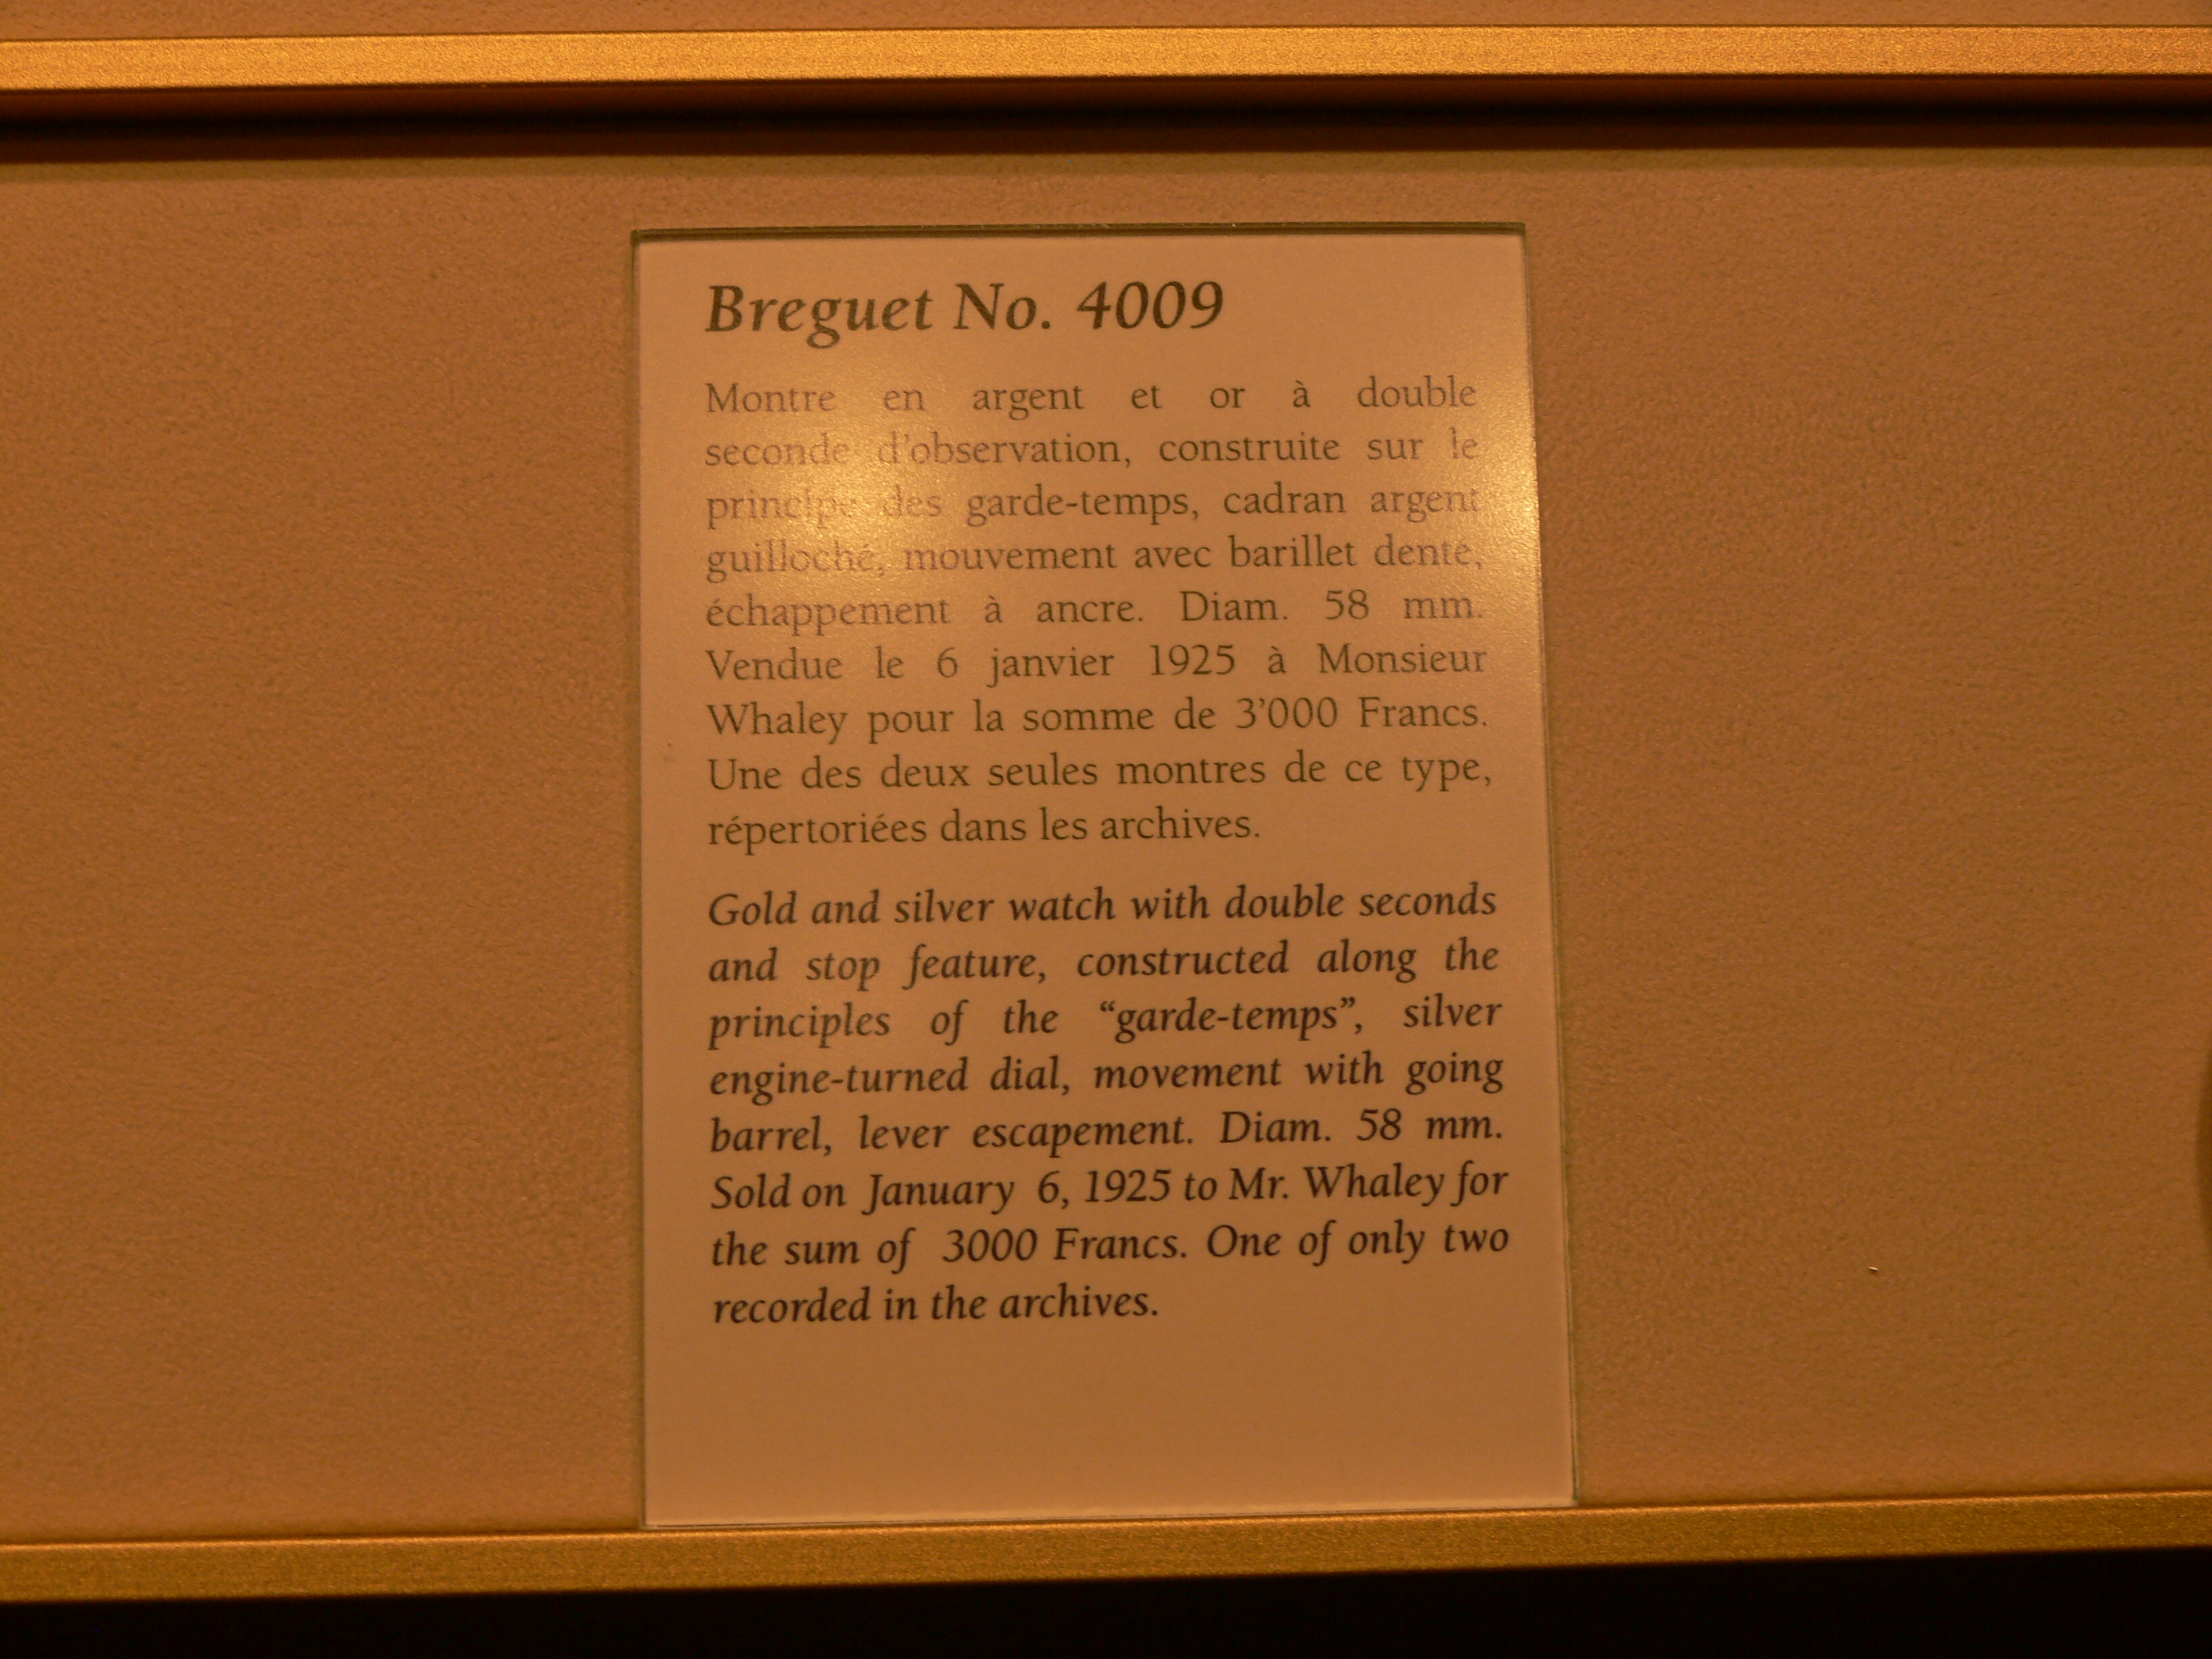 Breguet No. 4009
Montre en argent et or à double
seconde d'observation, construite sur le
principe des garde-temps, cadran argent
guilloché, mouvement avec barillet denté,
échappement à ancre. Diam. 58 mm.
Vendue le 6 janvier 1925 à Monsieur
Whaley pour la somme de 3'000 Francs.
Une des deux seules montres de ce type,
répertoriées dans les archives.
Gold and silver watch with double seconds
and stop feature, constructed along the
principles of the “garde-temps”, silver
engine-turned dial, movement with going
barrel, lever escapement. Diam. 58 mm.
Sold on January 6, 1925 to Mr. Whaley for
the sum of 3000 Francs. One of only two
recorded in the archives.